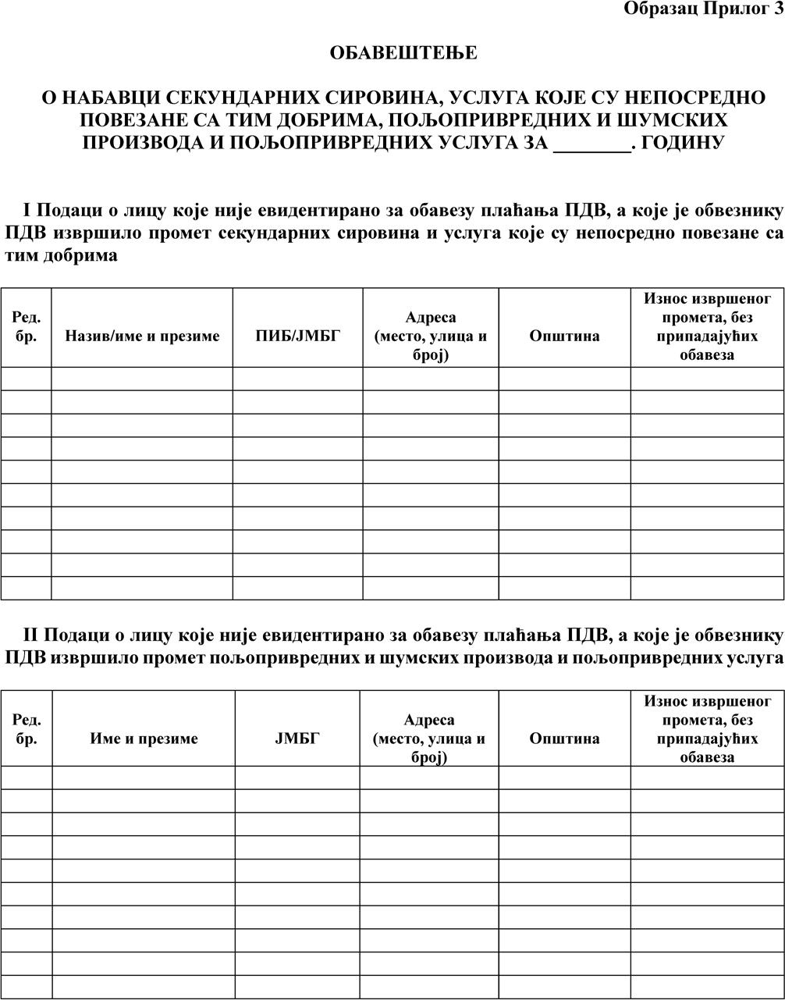 Образац Прилог 3
ОБАВЕШТЕЊЕ
О НАБАВЦИ СЕКУНДАРНИХ СИРОВИНА, УСЛУГА КОЈЕ СУ НЕПОСРЕДНО
ПОВЕЗАНЕ СА ТИМ ДОБРИМА, ПОЉОПРИВРЕДНИХ И ШУМСКИХ
ПРОИЗВОДА И ПОЉОПРИВРЕДНИХ УСЛУГА ЗА ________. ГОДИНУ
I Подаци о лицу које није евидентирано за обавезу плаћања ПДВ, а које је обвезнику
ПДВ извршило промет секундарних сировина и услуга које су непосредно повезане са
тим добрима
Ред.
бр.
Назив/име и презиме
ПИБ/ЈМБГ
Адреса
(место, улица и
број)
Општина
Износ извршеног
промета, без
припадајућих
обавеза
II Подаци о лицу које није евидентирано за обавезу плаћања ПДВ, а које је обвезнику
ПДВ извршило промет пољопривредних и шумских производа и пољопривредних услуга
Ред.
бр.
Име и презиме
ЈМБГ
Адреса
(место, улица и
број)
Општина
Износ извршеног
промета, без
припадајућих
обавеза